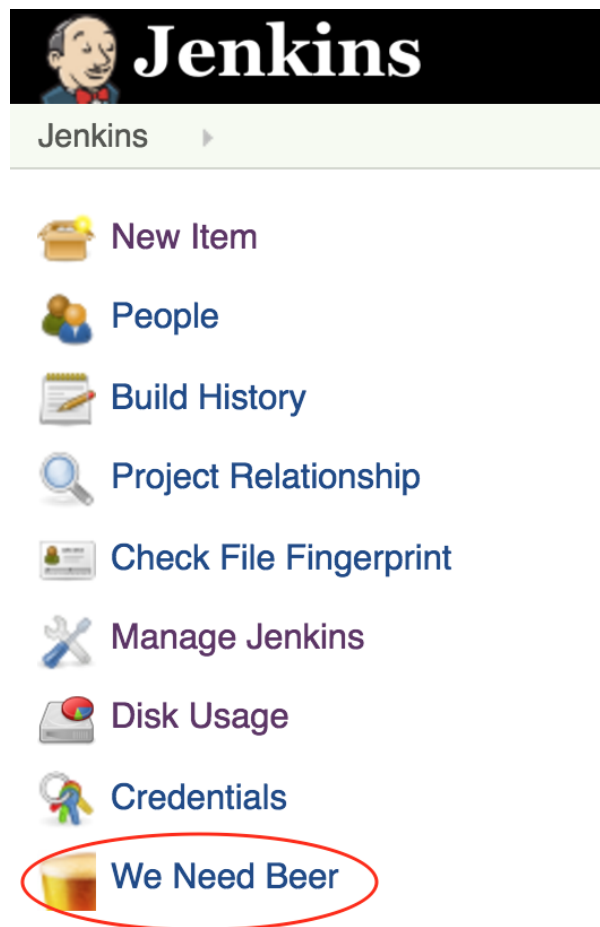 Jenkins
Jenkins
New Item
People
Build History
Project Relationship
Check File Fingerprint
Manage Jenkins
Disk Usage
Credentials
We Need Beer